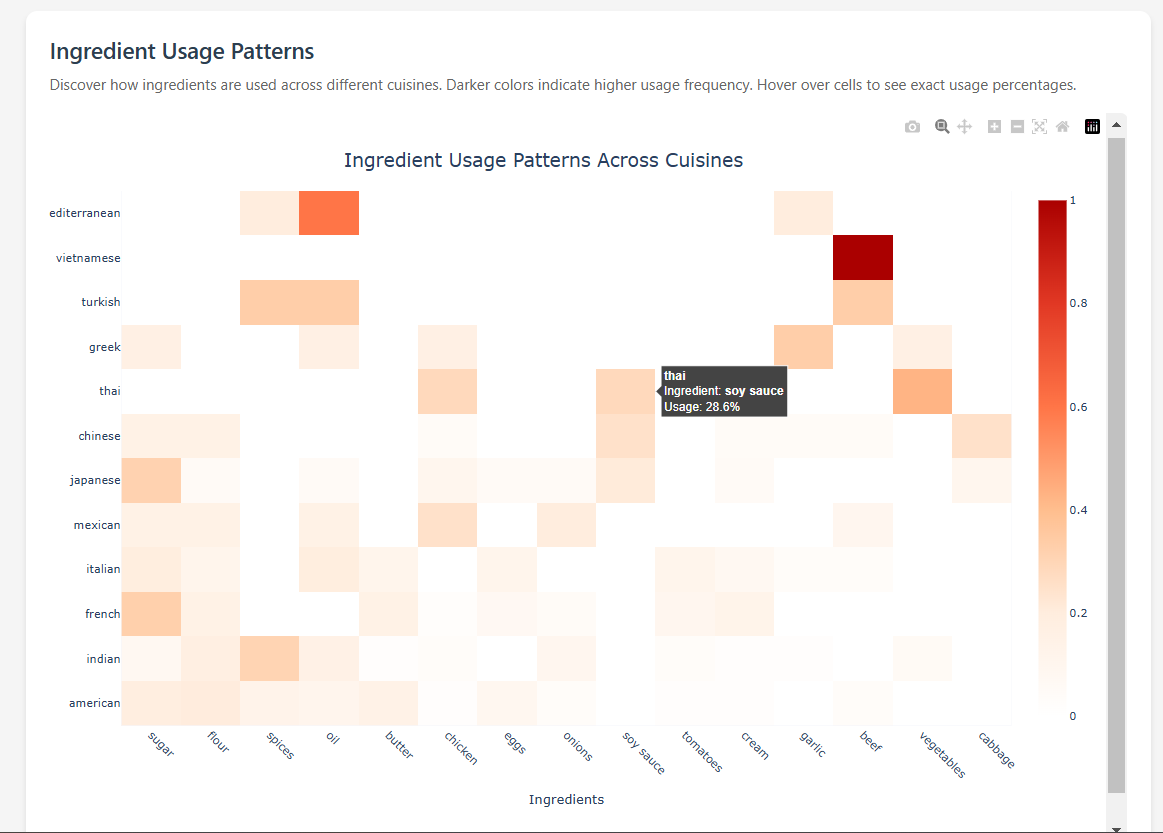 Ingredient Usage Patterns
Discover how ingredients are used across different cuisines. Darker colors indicate higher usage frequency. Hover over cells to see exact usage percentages.
Ingredient Usage Patterns Across Cuisines
editerranean
vietnamese
turkish
greek
thai
chinese
japanese
mexican
italian
french
indian
american
thai
Ingredient: soy sauce
Usage: 28.6%
1
0.8
0.6
0.4
0.2
0
sugar
flour
spices
oil
butter
chicken
eggs
onions
soy sauce
tomatoes
cream
garlic
beef
vegetables
cabbage
Ingredients